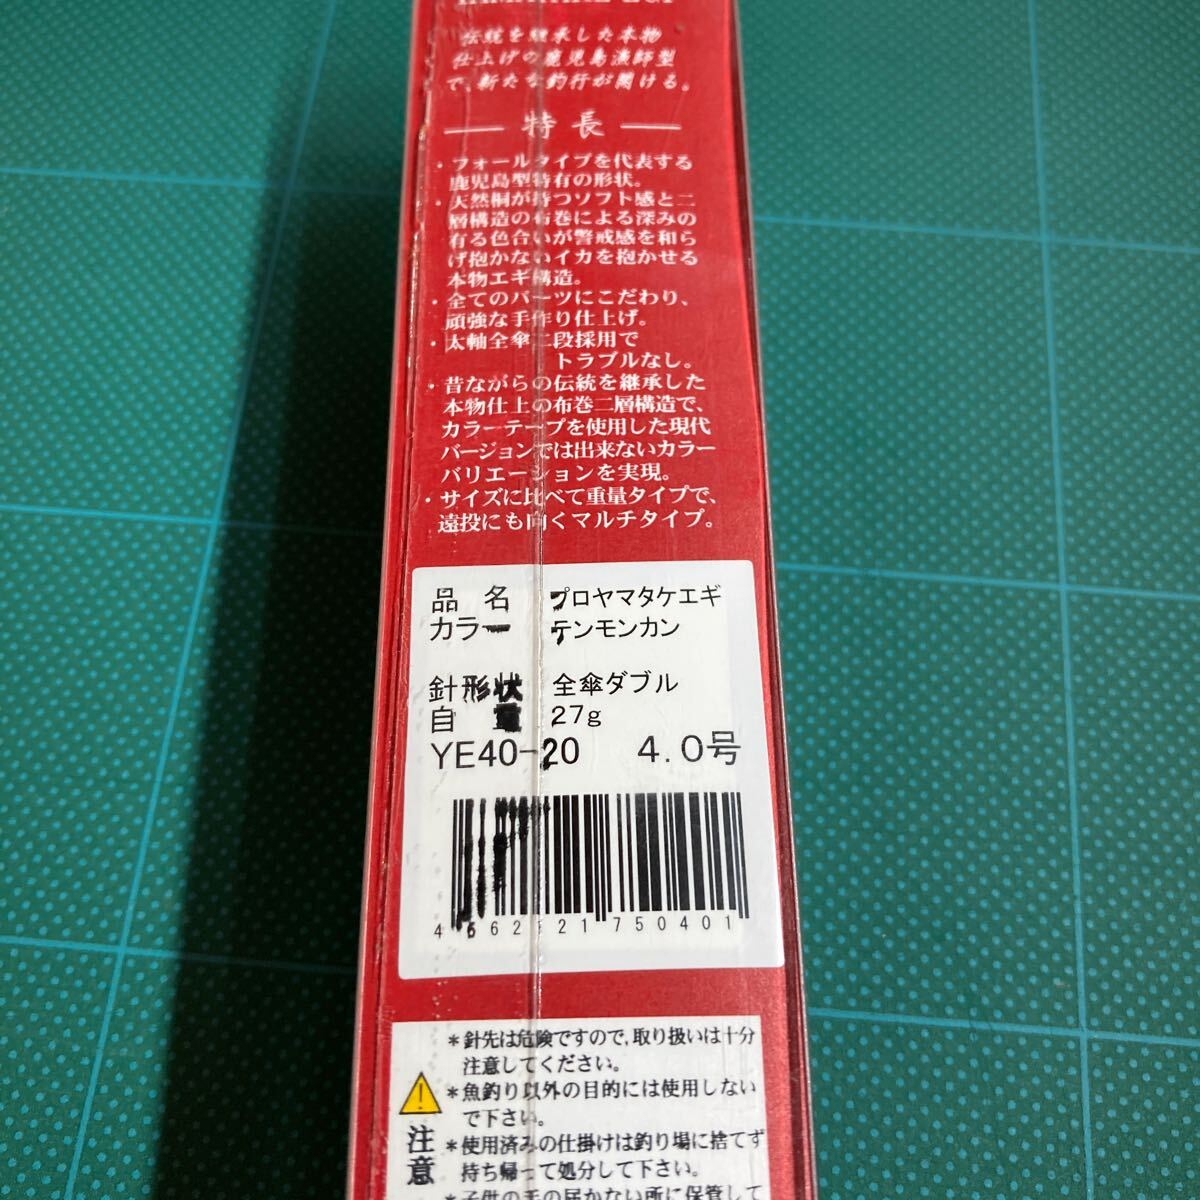 伝統を継承した本物
仕上げの鹿児島漁師型
で、新たな釣行が開ける。
特長
・フォールタイプを代表する
鹿児島型特有の形状。
・天然桐が持つソフト感と二
層構造の布巻による深みの
有る色合いが警戒感を和ら
げ抱かないイカを抱かせる
本物エギ構造。
・全てのパーツにこだわり、
頑強な手作り仕上げ。
・太軸全傘二段採用で
トラブルなし。
・昔ながらの伝統を継承した
本物仕上の布巻二層構造で、
カラーテープを使用した現代
バージョンでは出来ないカラー
バリエーションを実現。
・サイズに比べて重量タイプで、
遠投にも向くマルチタイプ。
品 名 プロヤマタケエギ
カラー テンモンカン
針形状 全傘ダブル
自 重 27g
YE40-20 4.0号
750401
*針先は危険ですので、取り扱いは十分
注意してください。
*魚釣り以外の目的には使用しない
で下さい。
注意
*使用済みの仕掛けは釣り場に捨てず
持ち帰って処分して下さい。
*子供の手の届かない所に保管して